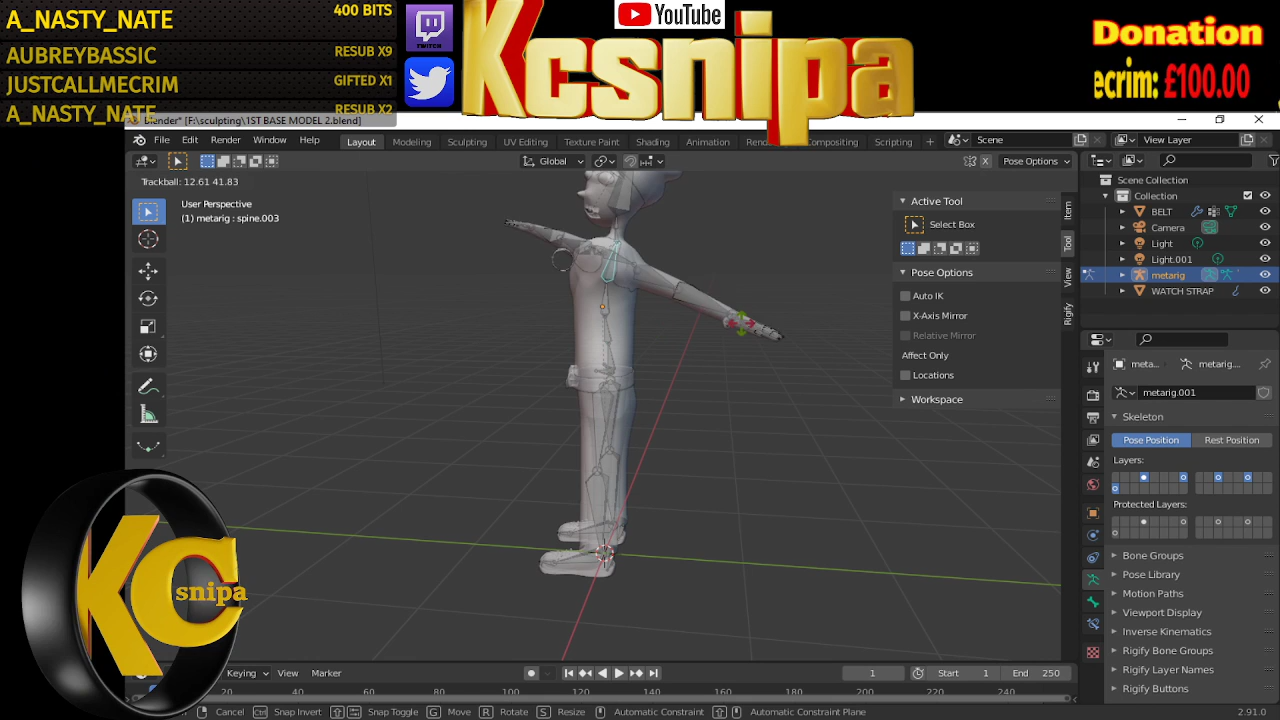 A_NASTY_NATE 400 BITS
AUBREYBASSIC RESUB X9
JUSTCALLMECRIM GIFTED X1
A_NASTY_NATE RESUB X2
TWITCH
Kcsnipa
YouTube
Donation
ecrim: £100.00
Blender* [F:\sculpting\1ST BASE MODEL 2.blend]
File Edit Render Window Help Layout Modeling Sculpting UV Editing Texture Paint Shading Animation Compositing Scripting + Scene View Layer
Global Pose Options
Trackball: 12.61 41.83
User Perspective
(1) metarig : spine.003
Active Tool
Select Box
Pose Options
Auto IK
X-Axis Mirror
Relative Mirror
Affect Only
Locations
Workspace
Item
Tool
View
Rigify
Scene Collection
Collection
BELT
Camera
Light
Light.001
metarig
WATCH STRAP
meta... metarig....
metarig.001
Skeleton
Pose Position Rest Position
Layers:
Protected Layers:
Bone Groups
Pose Library
Motion Paths
Viewport Display
Inverse Kinematics
Rigify Bone Groups
Rigify Layer Names
Rigify Buttons
KC snipa
Keying View Marker 1 Start 1 End 250
20 40 60 80 100 120 140 160 180 200 220 240
Cancel Ctrl Snap Invert Snap Toggle G Move R Rotate S Resize Automatic Constraint Automatic Constraint Plane 2.91.0